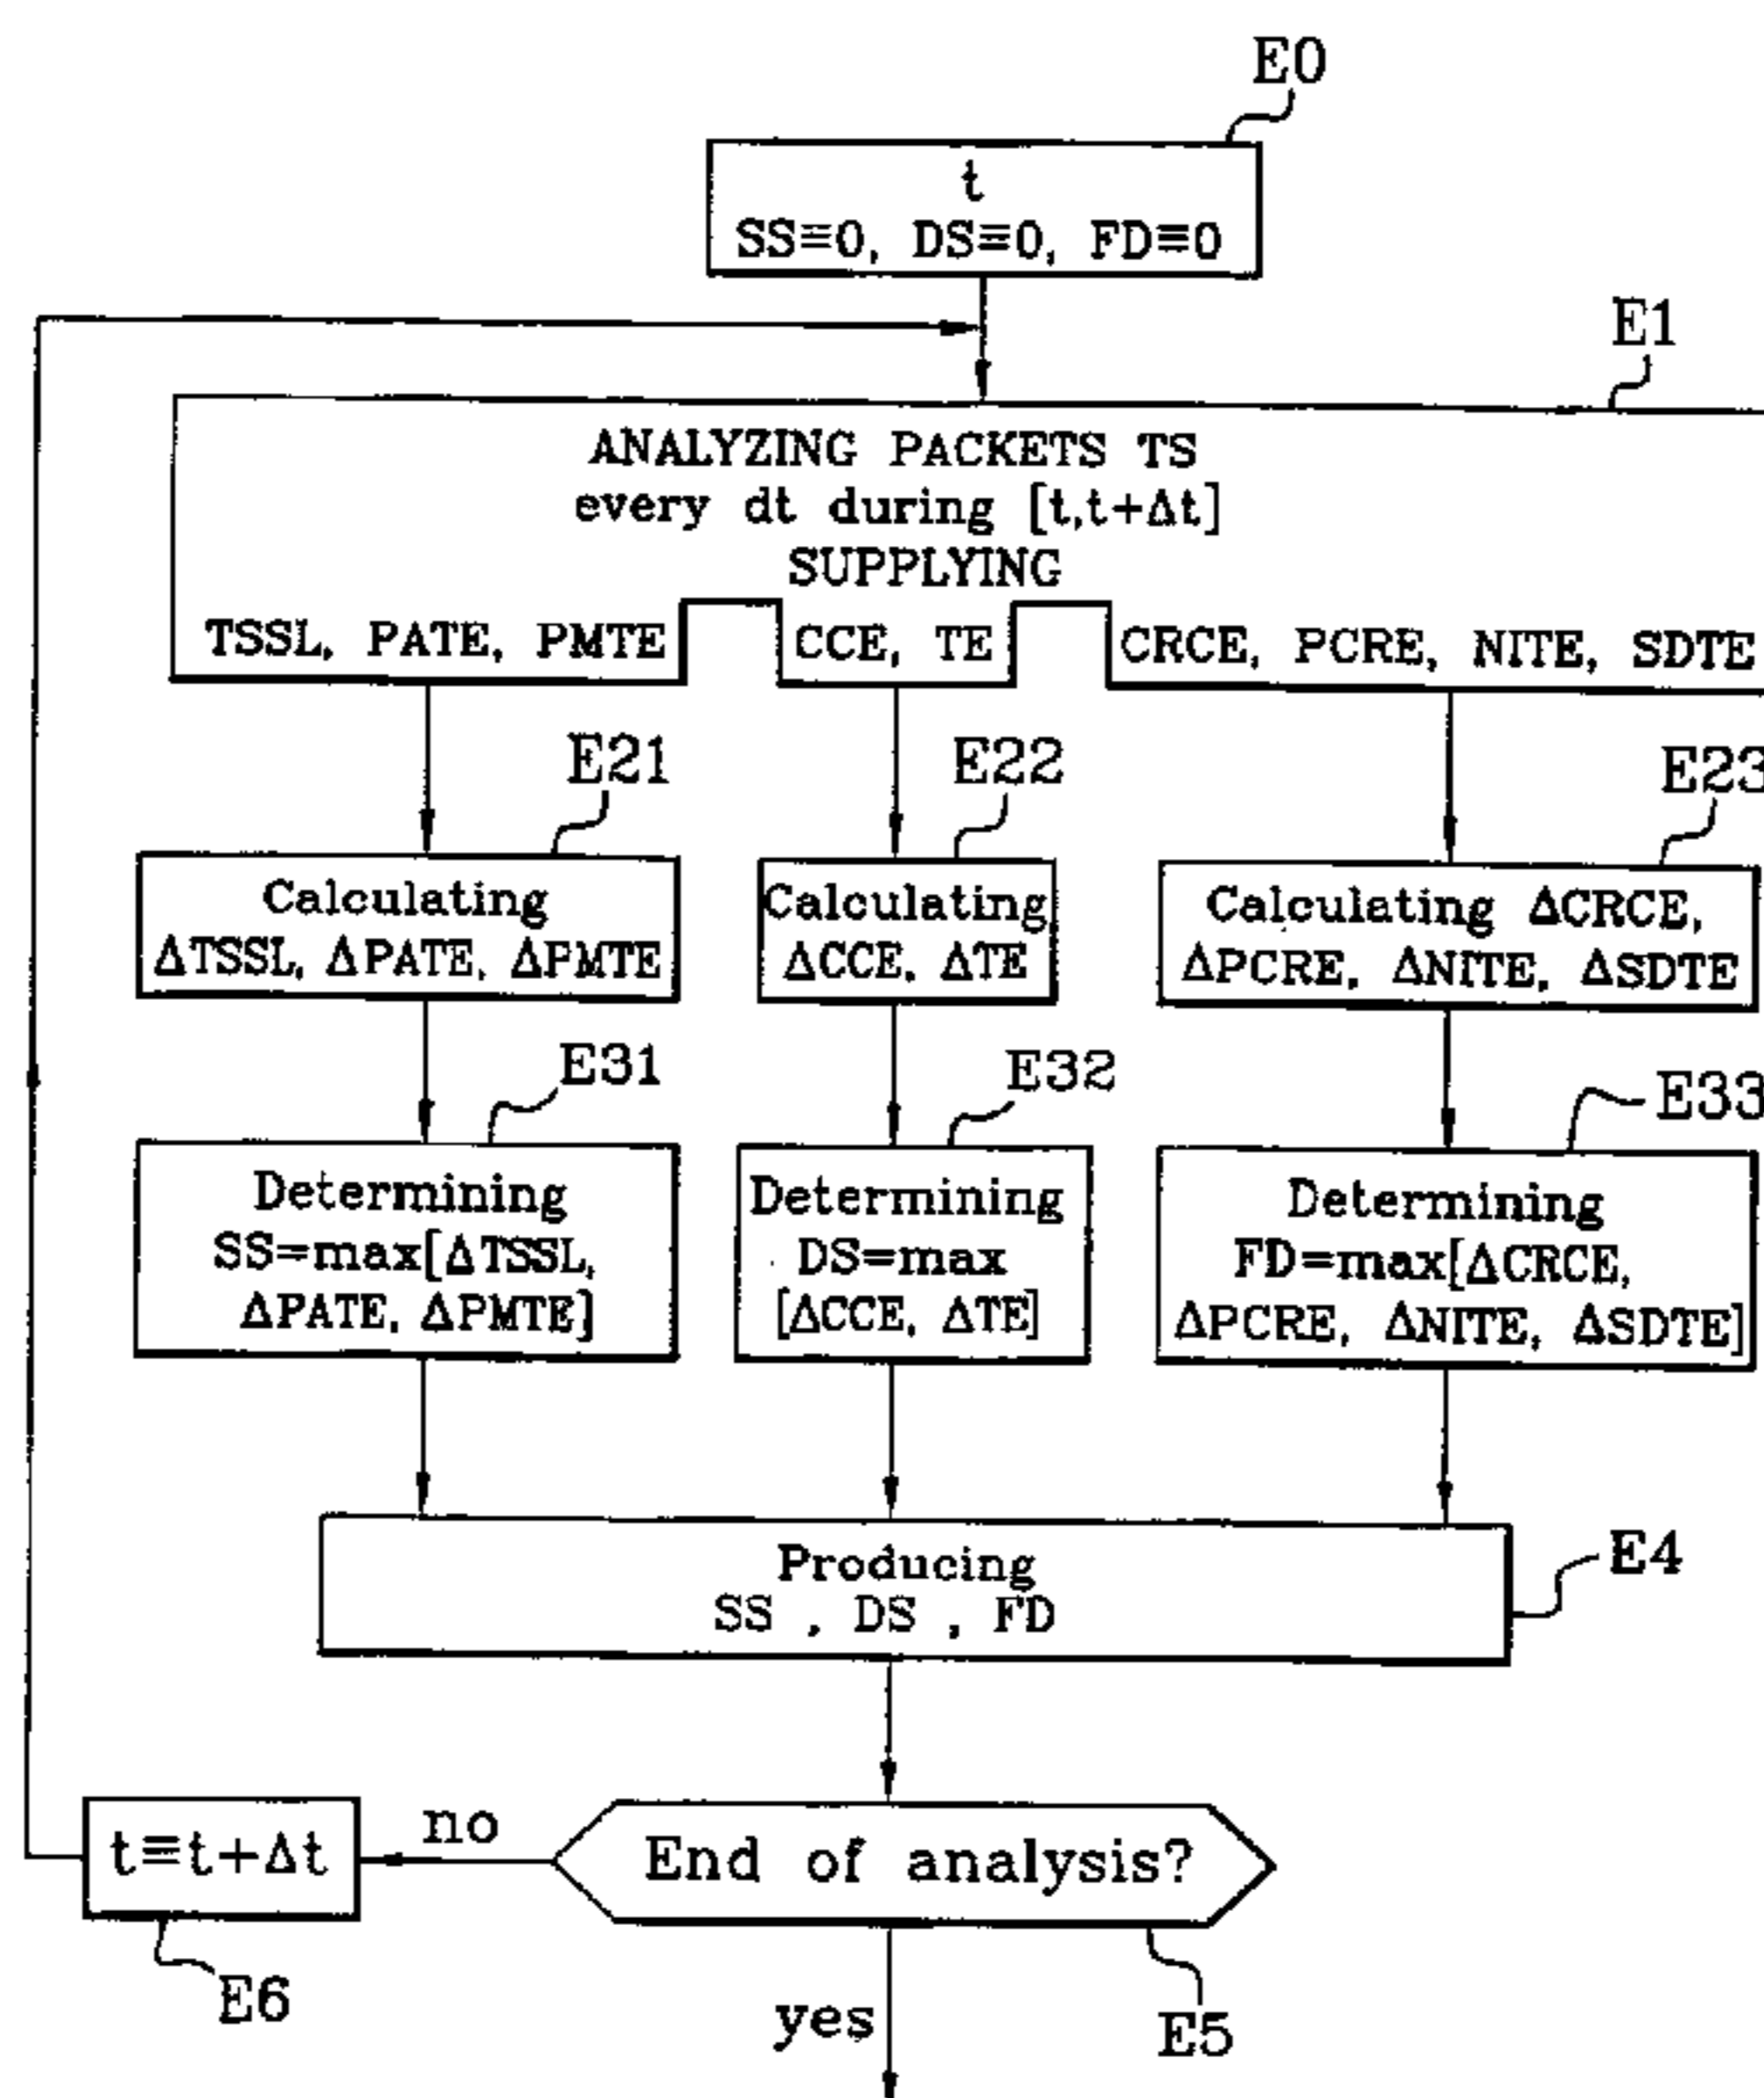 E0
t
SS≡0, DS≡0, FD≡0
E1
ANALYZING PACKETS TS
every dt during [t,t+Δt]
SUPPLYING
TSSL, PATE, PMTE
CCE, TE
CRCE, PCRE, NITE, SDTE
E21
E22
E23
Calculating
ΔTSSL, ΔPATE, ΔPMTE
Calculating
ΔCCE, ΔTE
Calculating ΔCRCE,
ΔPCRE, ΔNITE, ΔSDTE
E31
E32
E33
Determining
SS=max[ΔTSSL,
ΔPATE, ΔPMTE]
Determining
DS=max
[ΔCCE, ΔTE]
Determining
FD=max[ΔCRCE,
ΔPCRE, ΔNITE, ΔSDTE]
Producing
SS , DS , FD
E4
t≡t+Δt
no
End of analysis?
E6
yes
E5